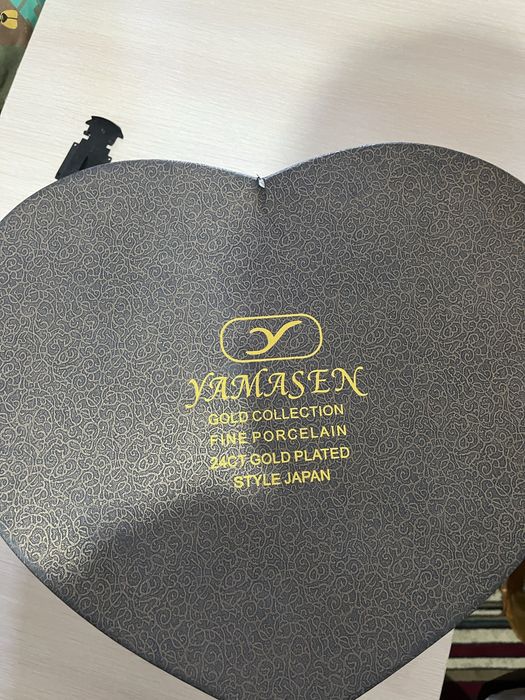 YAMASEN
GOLD COLLECTION
FINE PORCELAIN
24CT GOLD PLATED
STYLE JAPAN